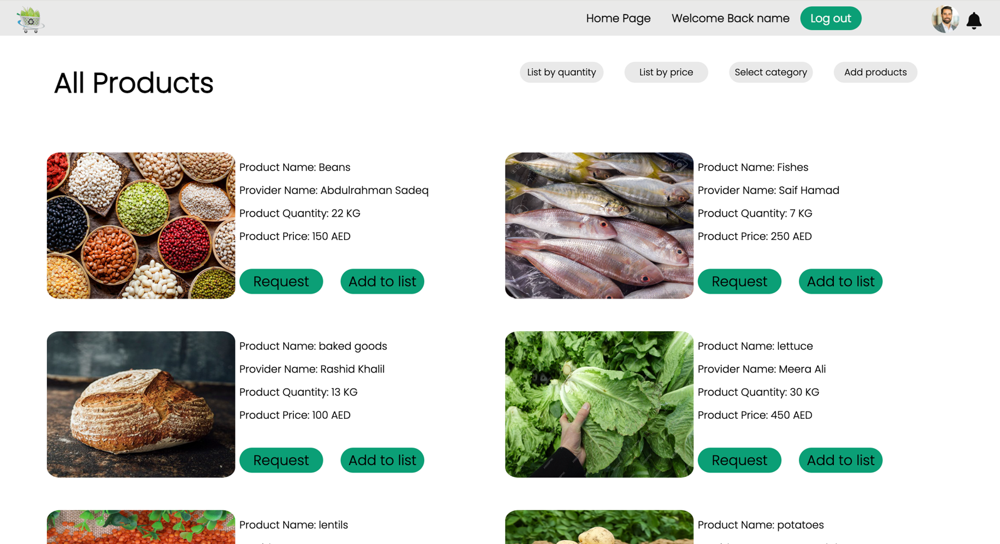 Home Page
Welcome Back name
Log out
All Products
List by quantity
List by price
Select category
Add products
Product Name: Beans
Provider Name: Abdulrahman Sadeq
Product Quantity: 22 KG
Product Price: 150 AED
Request
Add to list
Product Name: Fishes
Provider Name: Saif Hamad
Product Quantity: 7 KG
Product Price: 250 AED
Request
Add to list
Product Name: baked goods
Provider Name: Rashid Khalil
Product Quantity: 13 KG
Product Price: 100 AED
Request
Add to list
Product Name: lettuce
Provider Name: Meera Ali
Product Quantity: 30 KG
Product Price: 450 AED
Request
Add to list
Product Name: lentils
Product Name: potatoes